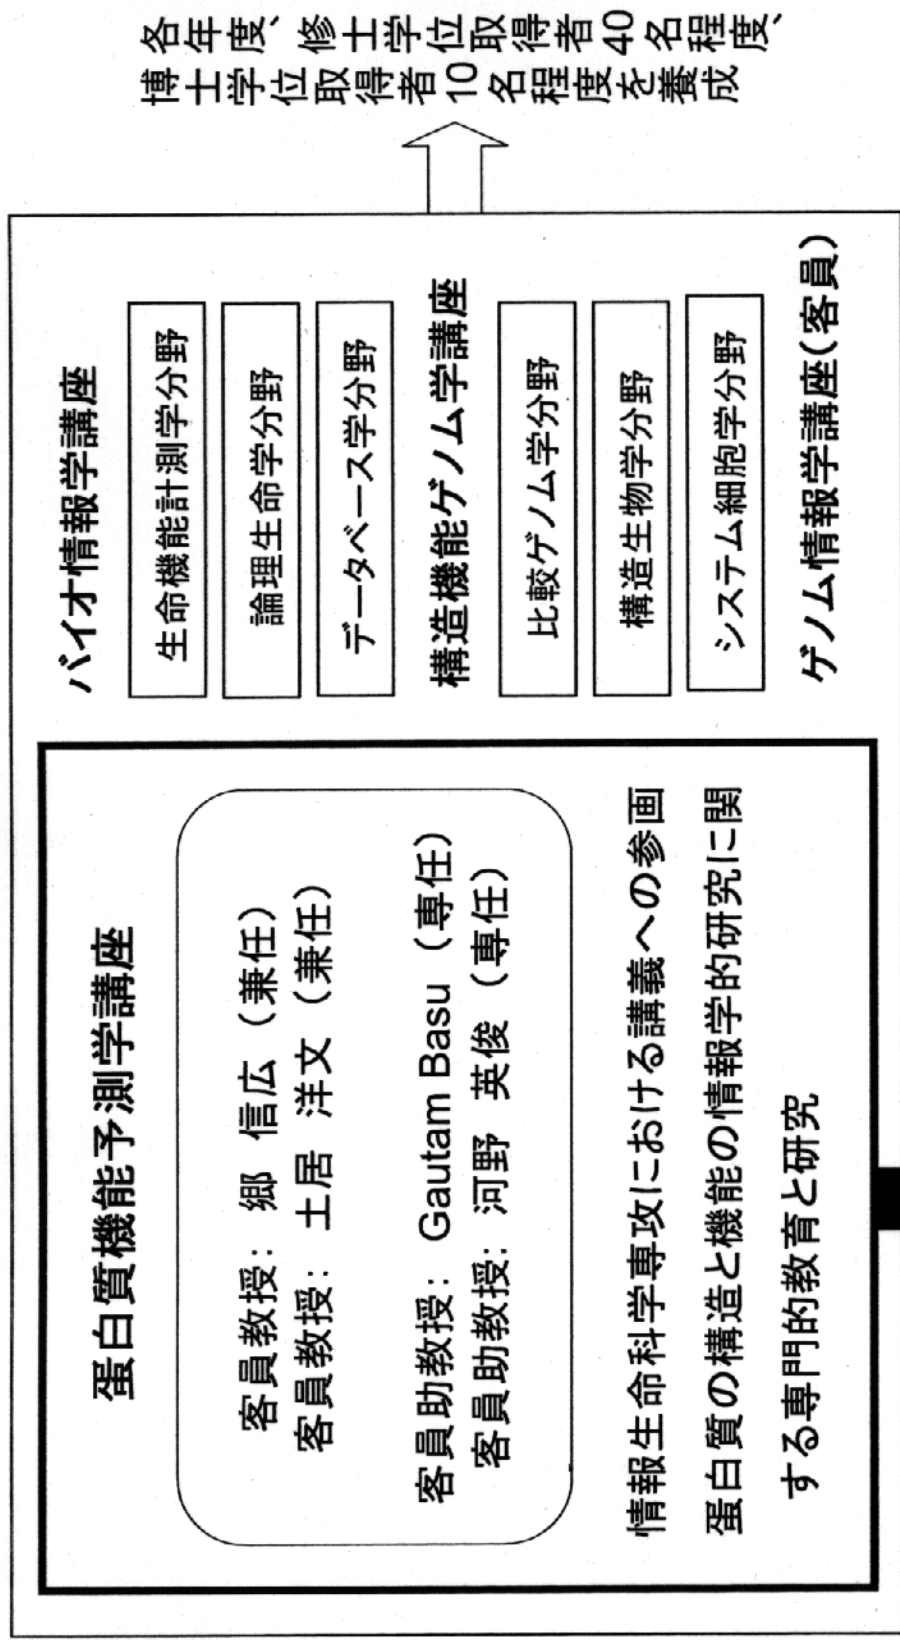 蛋白質機能予測学講座
客員教授： 郷 信広（兼任）
客員教授： 土居 洋文（兼任）
客員助教授： Gautam Basu（専任）
客員助教授： 河野 英俊（専任）
情報生命科学専攻における講義への参画
蛋白質の構造と機能の情報学的研究に関
する専門的教育と研究
バイオ情報学講座
生命機能計測学分野
論理生命学分野
データベース学分野
構造機能ゲノム学講座
比較ゲノム学分野
構造生物学分野
システム細胞学分野
ゲノム情報学講座（客員）
各年度、修士学位取得者40名程度、
博士学位取得者10名程度を養成